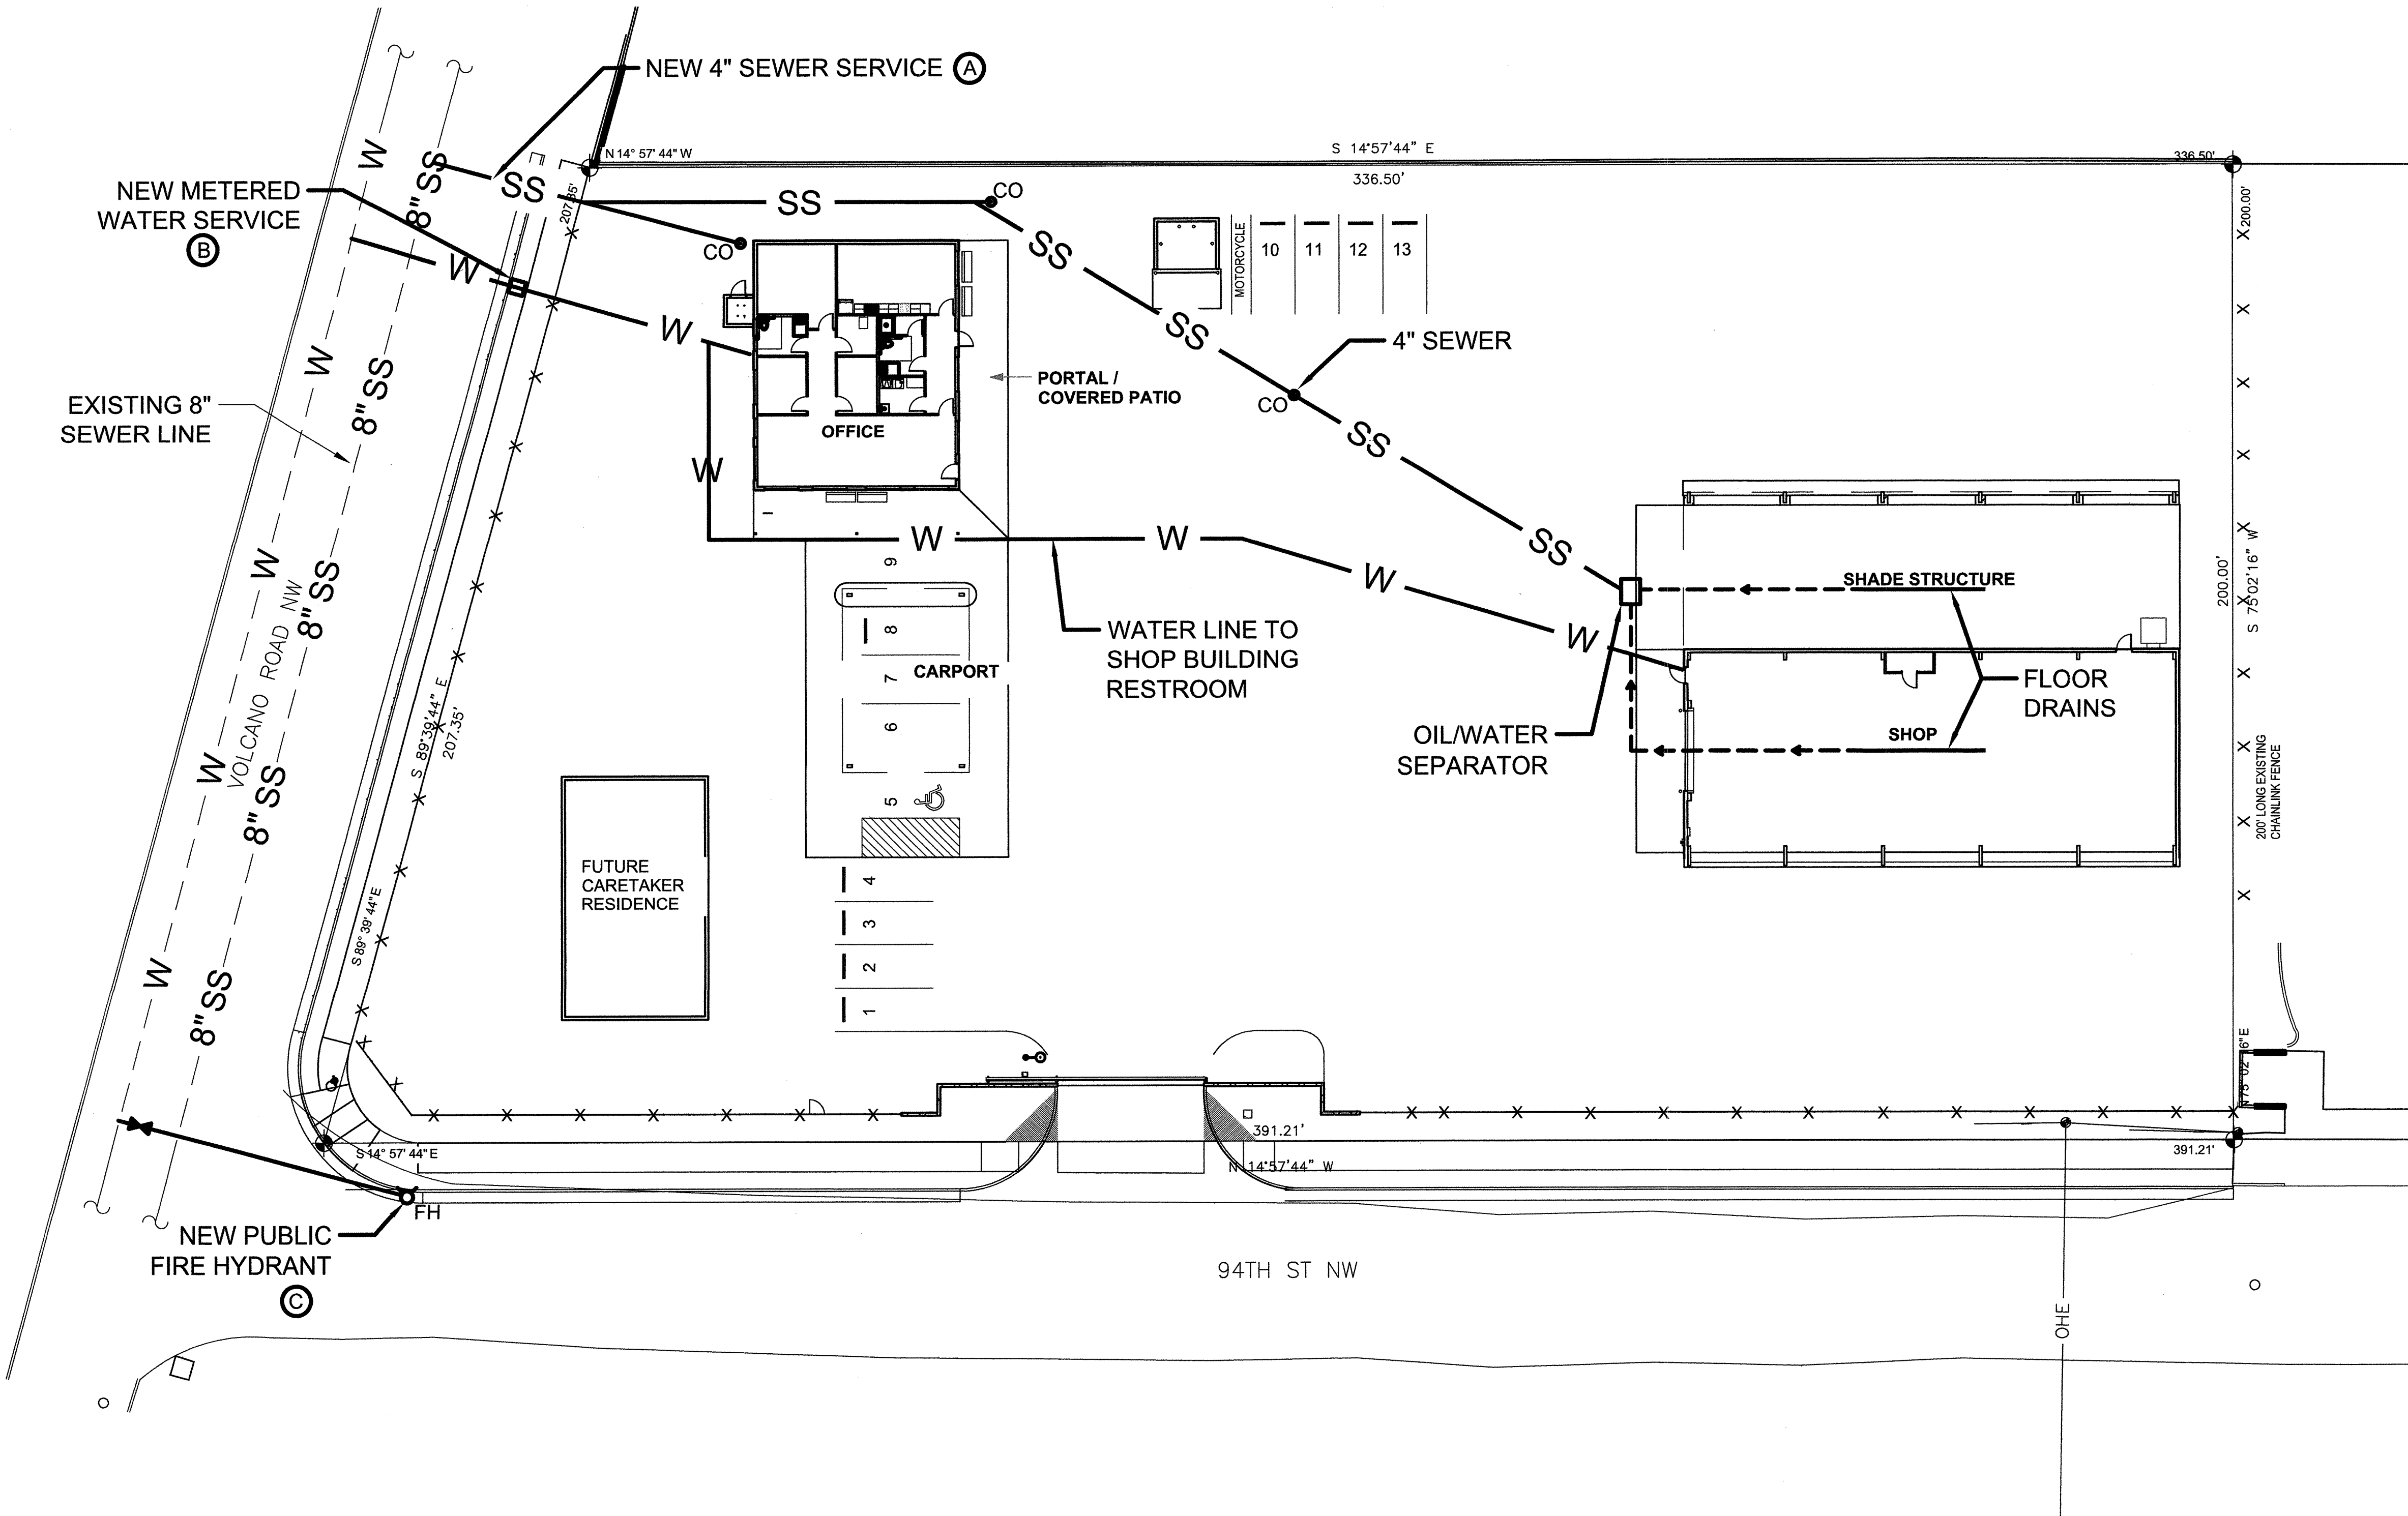 NEW 4" SEWER SERVICE A
N 14° 57' 44" W
S 14°57'44" E
336.50'
336.50'
NEW METERED
WATER SERVICE
B
W
8" SS
SS
207.35'
SS
CO
CO
200.00'
W
SS
MOTORCYCLE
10
11
12
13
W
SS
4" SEWER
W
8" SS
PORTAL /
COVERED PATIO
CO
EXISTING 8"
SEWER LINE
OFFICE
SS
W
W
W
SS
W
9
W
VOLCANO ROAD NW
8" SS
SHADE STRUCTURE
200.00'
S 75°02'16" W
WATER LINE TO
SHOP BUILDING
RESTROOM
W
8
CARPORT
7
6
5
FLOOR
DRAINS
OIL/WATER
SEPARATOR
SHOP
S 89°39'44" E
207.35'
W
8" SS
200' LONG EXISTING
CHAINLINK FENCE
FUTURE
CARETAKER
RESIDENCE
4
3
2
1
S 89° 39' 44" E
W
8" SS
391.21'
S 14° 57' 44" E
N 14°57'44" W
391.21'
FH
NEW PUBLIC
FIRE HYDRANT
C
94TH ST NW
OHE